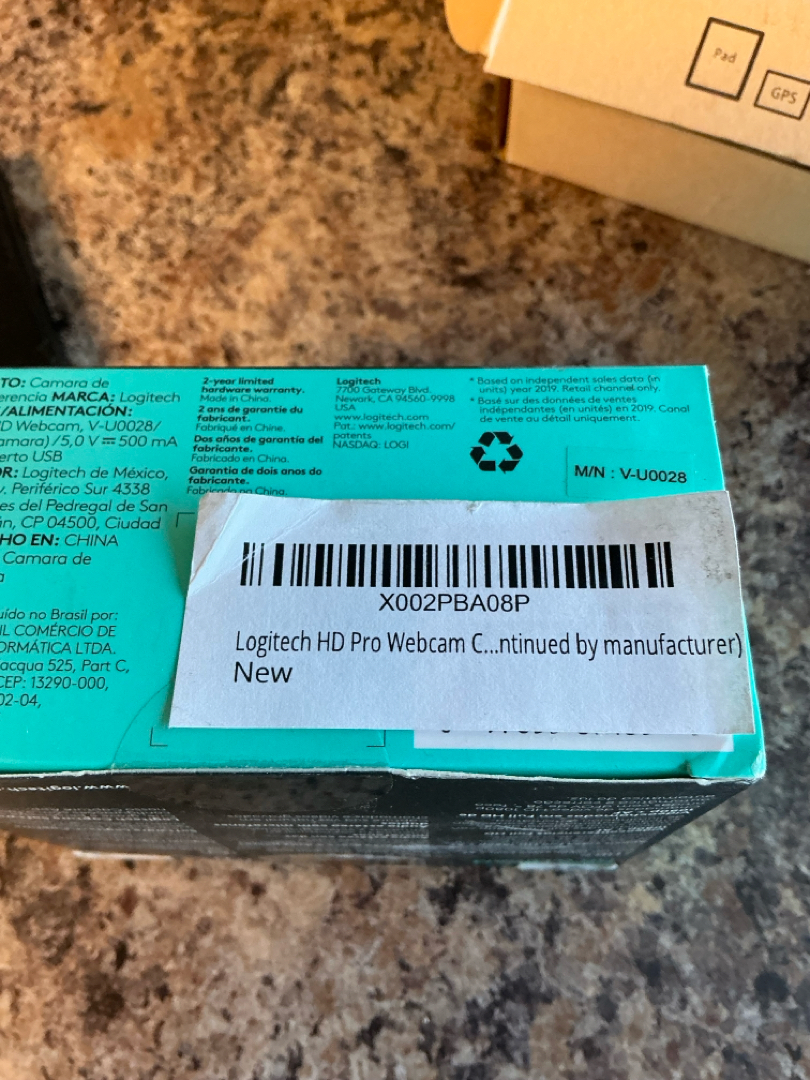 Pad
GPS
TO: Camara de
erencia MARCA: Logitech
/ALIMENTACIÓN:
D Webcam, V-U0028/
amara) / 5,0 V⎓500 mA
erto USB
R: Logitech de México,
v. Periférico Sur 4338
es del Pedregal de San
n, CP 04500, Ciudad
HO EN: CHINA
Camara de
a
uído no Brasil por:
IL COMÉRCIO DE
ORMÁTICA LTDA.
acqua 525, Part C,
CEP: 13290-000,
02-04,
2-year limited
hardware warranty.
Made in China.
2 ans de garantie du
fabricant.
Fabriqué en Chine.
Dos años de garantía del
fabricante.
Fabricado en China.
Garantia de dois anos do
fabricante.
Fabricado na China.
Logitech
7700 Gateway Blvd.
Newark, CA 94560-9998
USA
www.logitech.com
Pat.: www.logitech.com/
patents
NASDAQ: LOGI
* Based on independent sales data (in
units) year 2019. Retail channel only.
* Basé sur des données de ventes
indépendantes (en unités) en 2019. Canal
de vente au détail uniquement.
M/N : V-U0028
X002PBA08P
Logitech HD Pro Webcam C...ntinued by manufacturer)
New
www.logitech